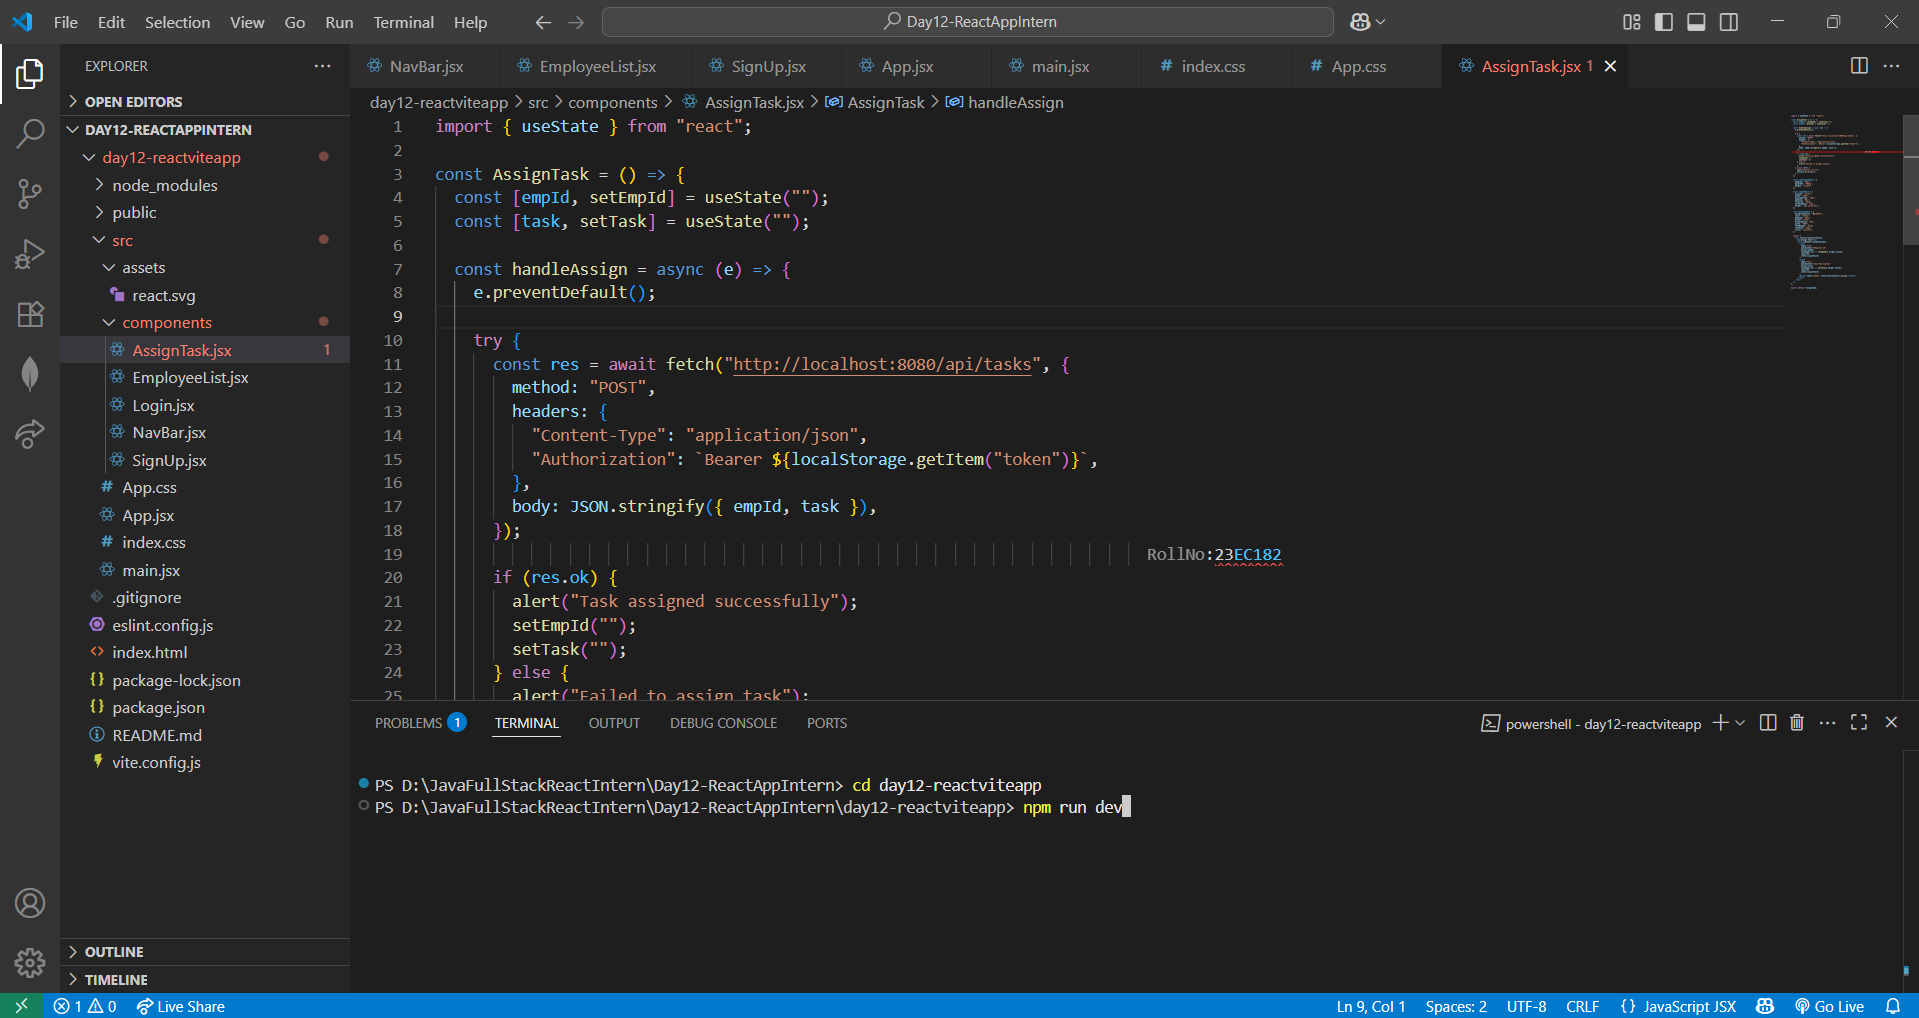 File Edit Selection View Go Run Terminal Help
Day12-ReactAppIntern
EXPLORER
OPEN EDITORS
DAY12-REACTAPPINTERN
day12-reactviteapp
node_modules
public
src
assets
react.svg
components
AssignTask.jsx 1
EmployeeList.jsx
Login.jsx
NavBar.jsx
SignUp.jsx
App.css
App.jsx
index.css
main.jsx
.gitignore
eslint.config.js
index.html
package-lock.json
package.json
README.md
vite.config.js
OUTLINE
TIMELINE
NavBar.jsx EmployeeList.jsx SignUp.jsx App.jsx main.jsx index.css App.css AssignTask.jsx 1
day12-reactviteapp > src > components > AssignTask.jsx > AssignTask > handleAssign
1 import { useState } from "react";
2
3 const AssignTask = () => {
4 const [empId, setEmpId] = useState("");
5 const [task, setTask] = useState("");
6
7 const handleAssign = async (e) => {
8 e.preventDefault();
9
10 try {
11 const res = await fetch("http://localhost:8080/api/tasks", {
12 method: "POST",
13 headers: {
14 "Content-Type": "application/json",
15 "Authorization": `Bearer ${localStorage.getItem("token")}`,
16 },
17 body: JSON.stringify({ empId, task }),
18 });
19 RollNo:23EC182
20 if (res.ok) {
21 alert("Task assigned successfully");
22 setEmpId("");
23 setTask("");
24 } else {
25 alert("Failed to assign task");
PROBLEMS 1 TERMINAL OUTPUT DEBUG CONSOLE PORTS
powershell - day12-reactviteapp
PS D:\JavaFullStackReactIntern\Day12-ReactAppIntern> cd day12-reactviteapp
PS D:\JavaFullStackReactIntern\Day12-ReactAppIntern\day12-reactviteapp> npm run dev
1 0 Live Share
Ln 9, Col 1 Spaces: 2 UTF-8 CRLF {} JavaScript JSX Go Live